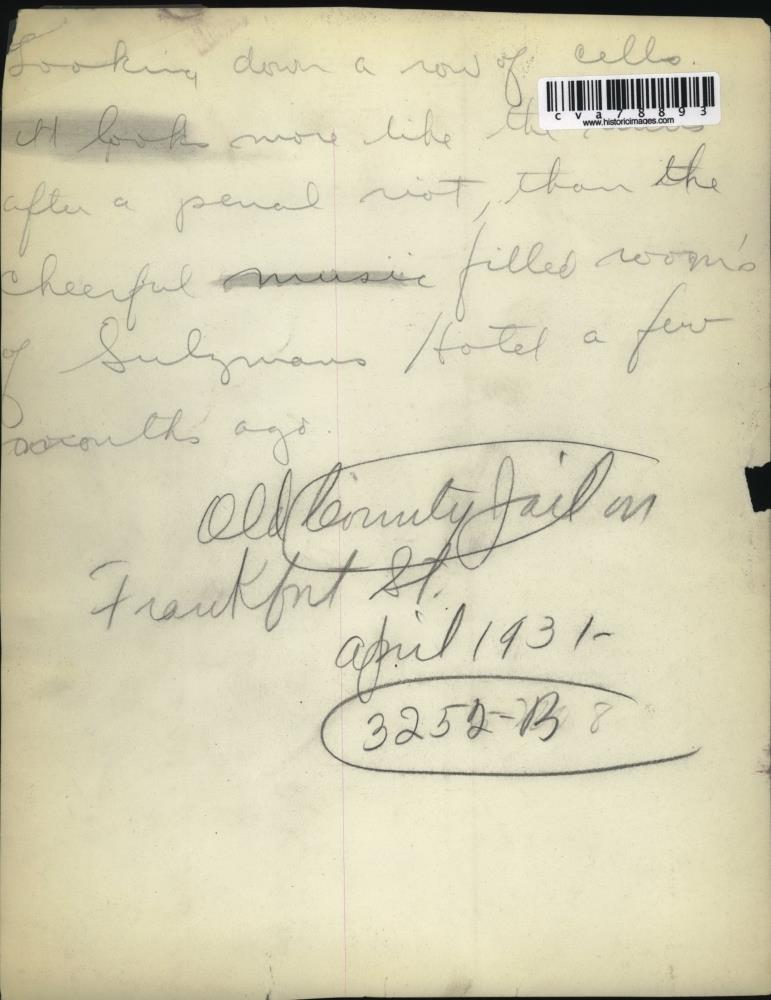 Looking down a row of cells.
cva78893
www.historicimages.com
It looks more like the
after a penal riot, than the
cheerful music filled room's
of Sulzmans Hotel a few
months ago.
Old County Jail on
Frankfort St.
april 1931-
3252-B 8